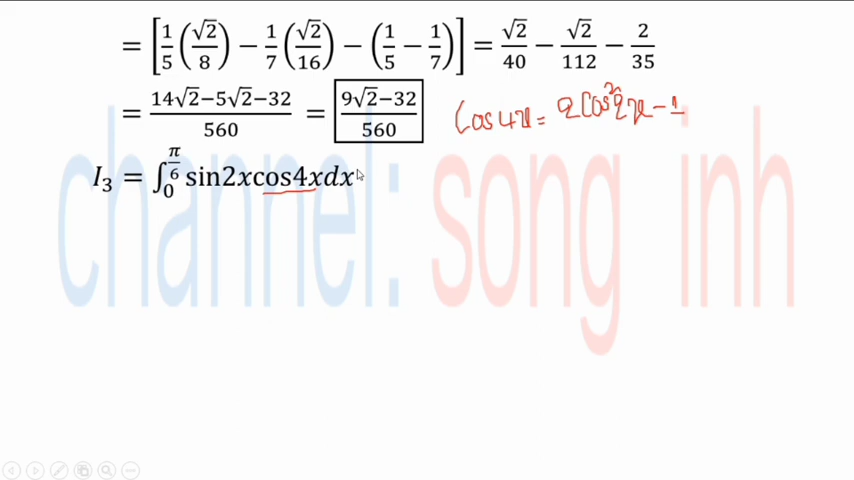 = [1/5(√2/8) − 1/7(√2/16) − (1/5 − 1/7)] = √2/40 − √2/112 − 2/35
= (14√2−5√2−32)/560 = (9√2−32)/560
Cos4x = 2Cos²2x − 1
I₃ = ∫₀^(π/6) sin2xcos4xdx
channel: song inh